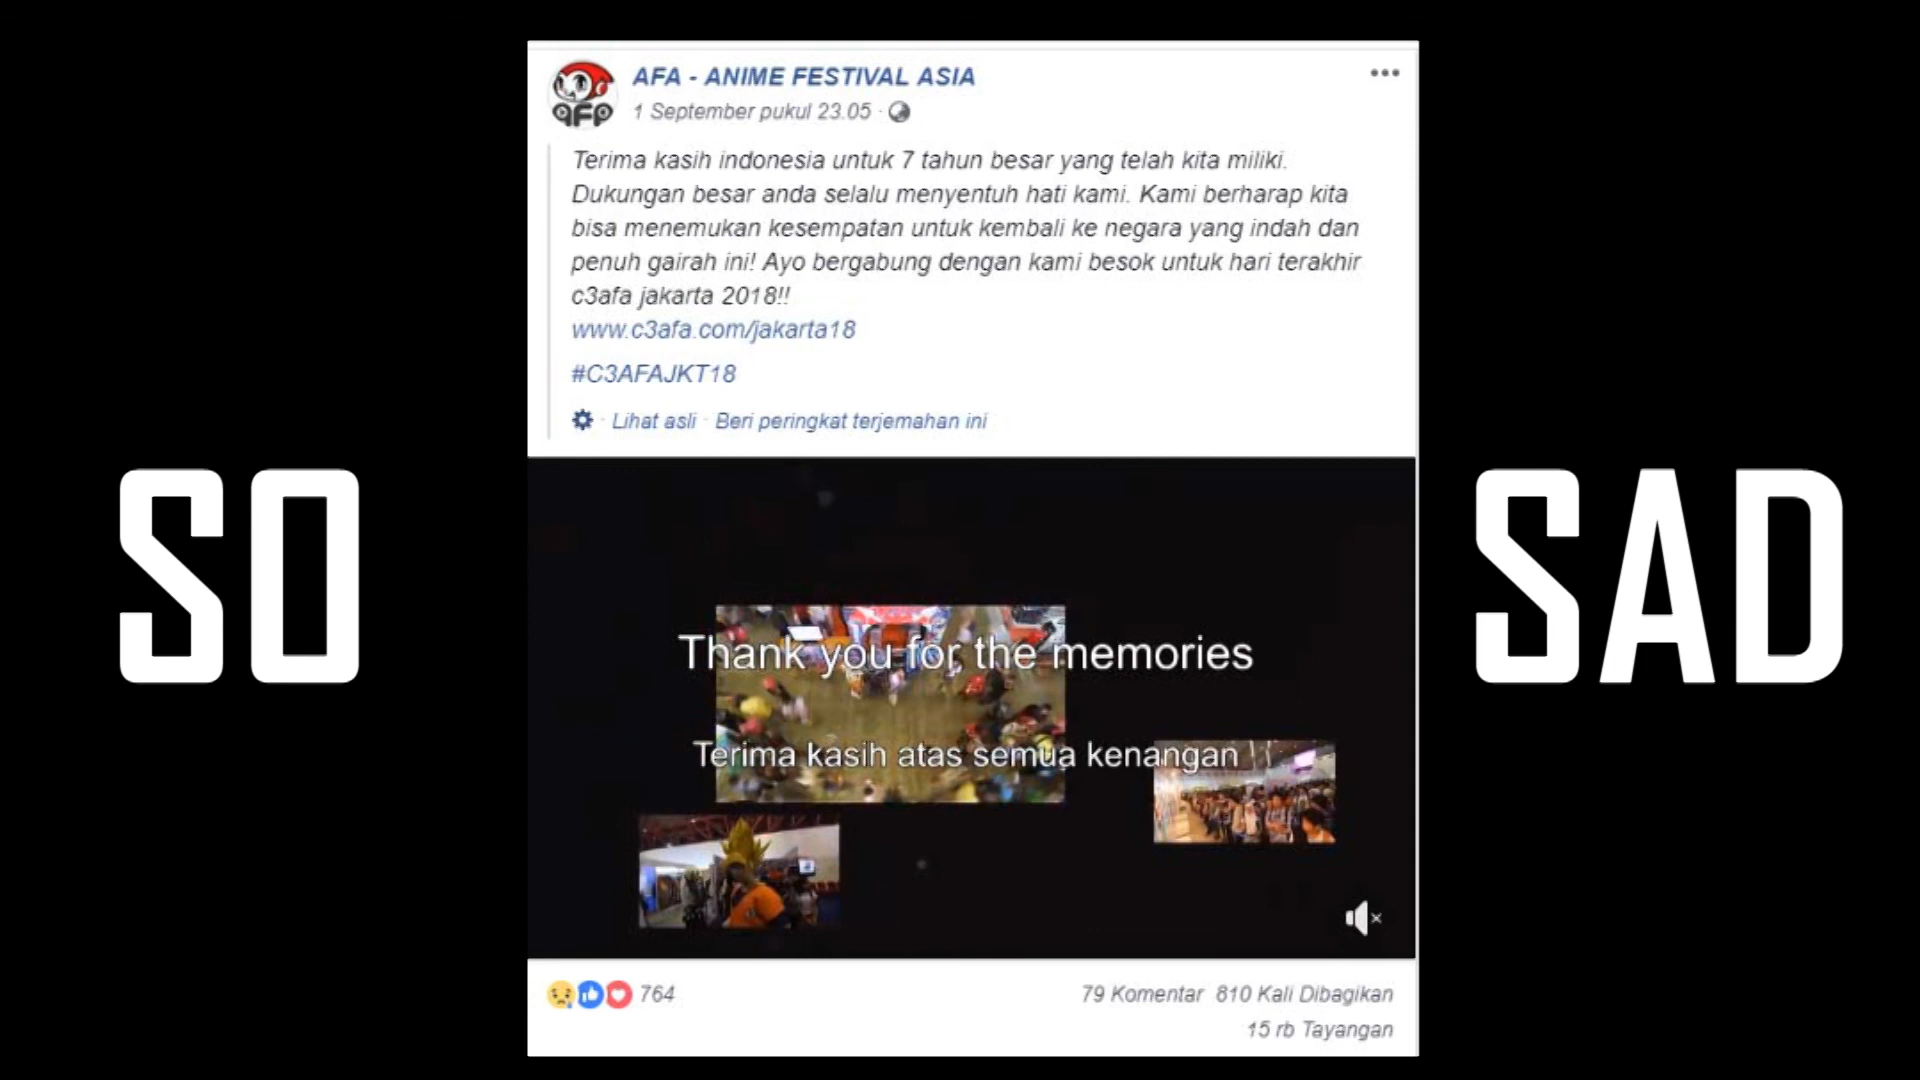 AFA - ANIME FESTIVAL ASIA
1 September pukul 23.05 ·
Terima kasih indonesia untuk 7 tahun besar yang telah kita miliki.
Dukungan besar anda selalu menyentuh hati kami. Kami berharap kita
bisa menemukan kesempatan untuk kembali ke negara yang indah dan
penuh gairah ini! Ayo bergabung dengan kami besok untuk hari terakhir
c3afa jakarta 2018!!
www.c3afa.com/jakarta18
#C3AFAJKT18
· Lihat asli · Beri peringkat terjemahan ini
SO
SAD
Thank you for the memories
Terima kasih atas semua kenangan
764
79 Komentar 810 Kali Dibagikan
15 rb Tayangan